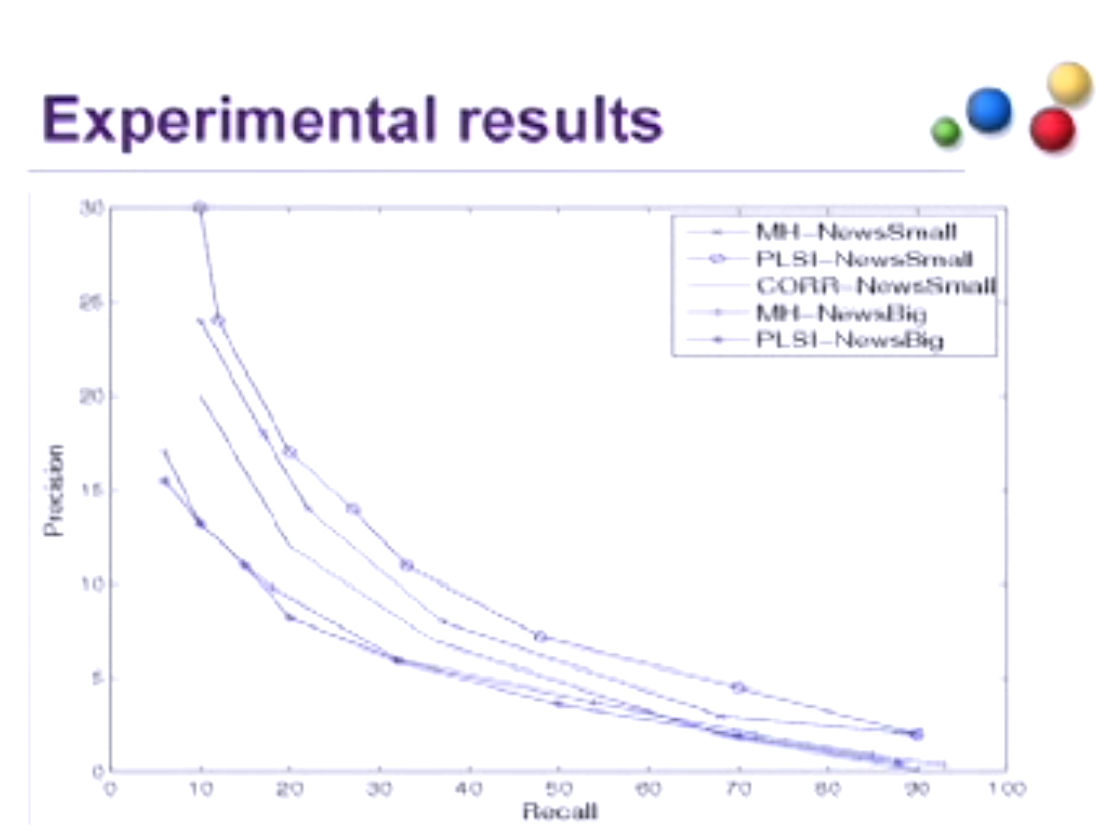 Experimental results
30
25
20
15
10
5
0
Precision
MH-NewsSmall
PLSI-NewsSmall
CORR-NewsSmall
MH-NewsBig
PLSI-NewsBig
0 10 20 30 40 50 60 70 80 90 100
Recall